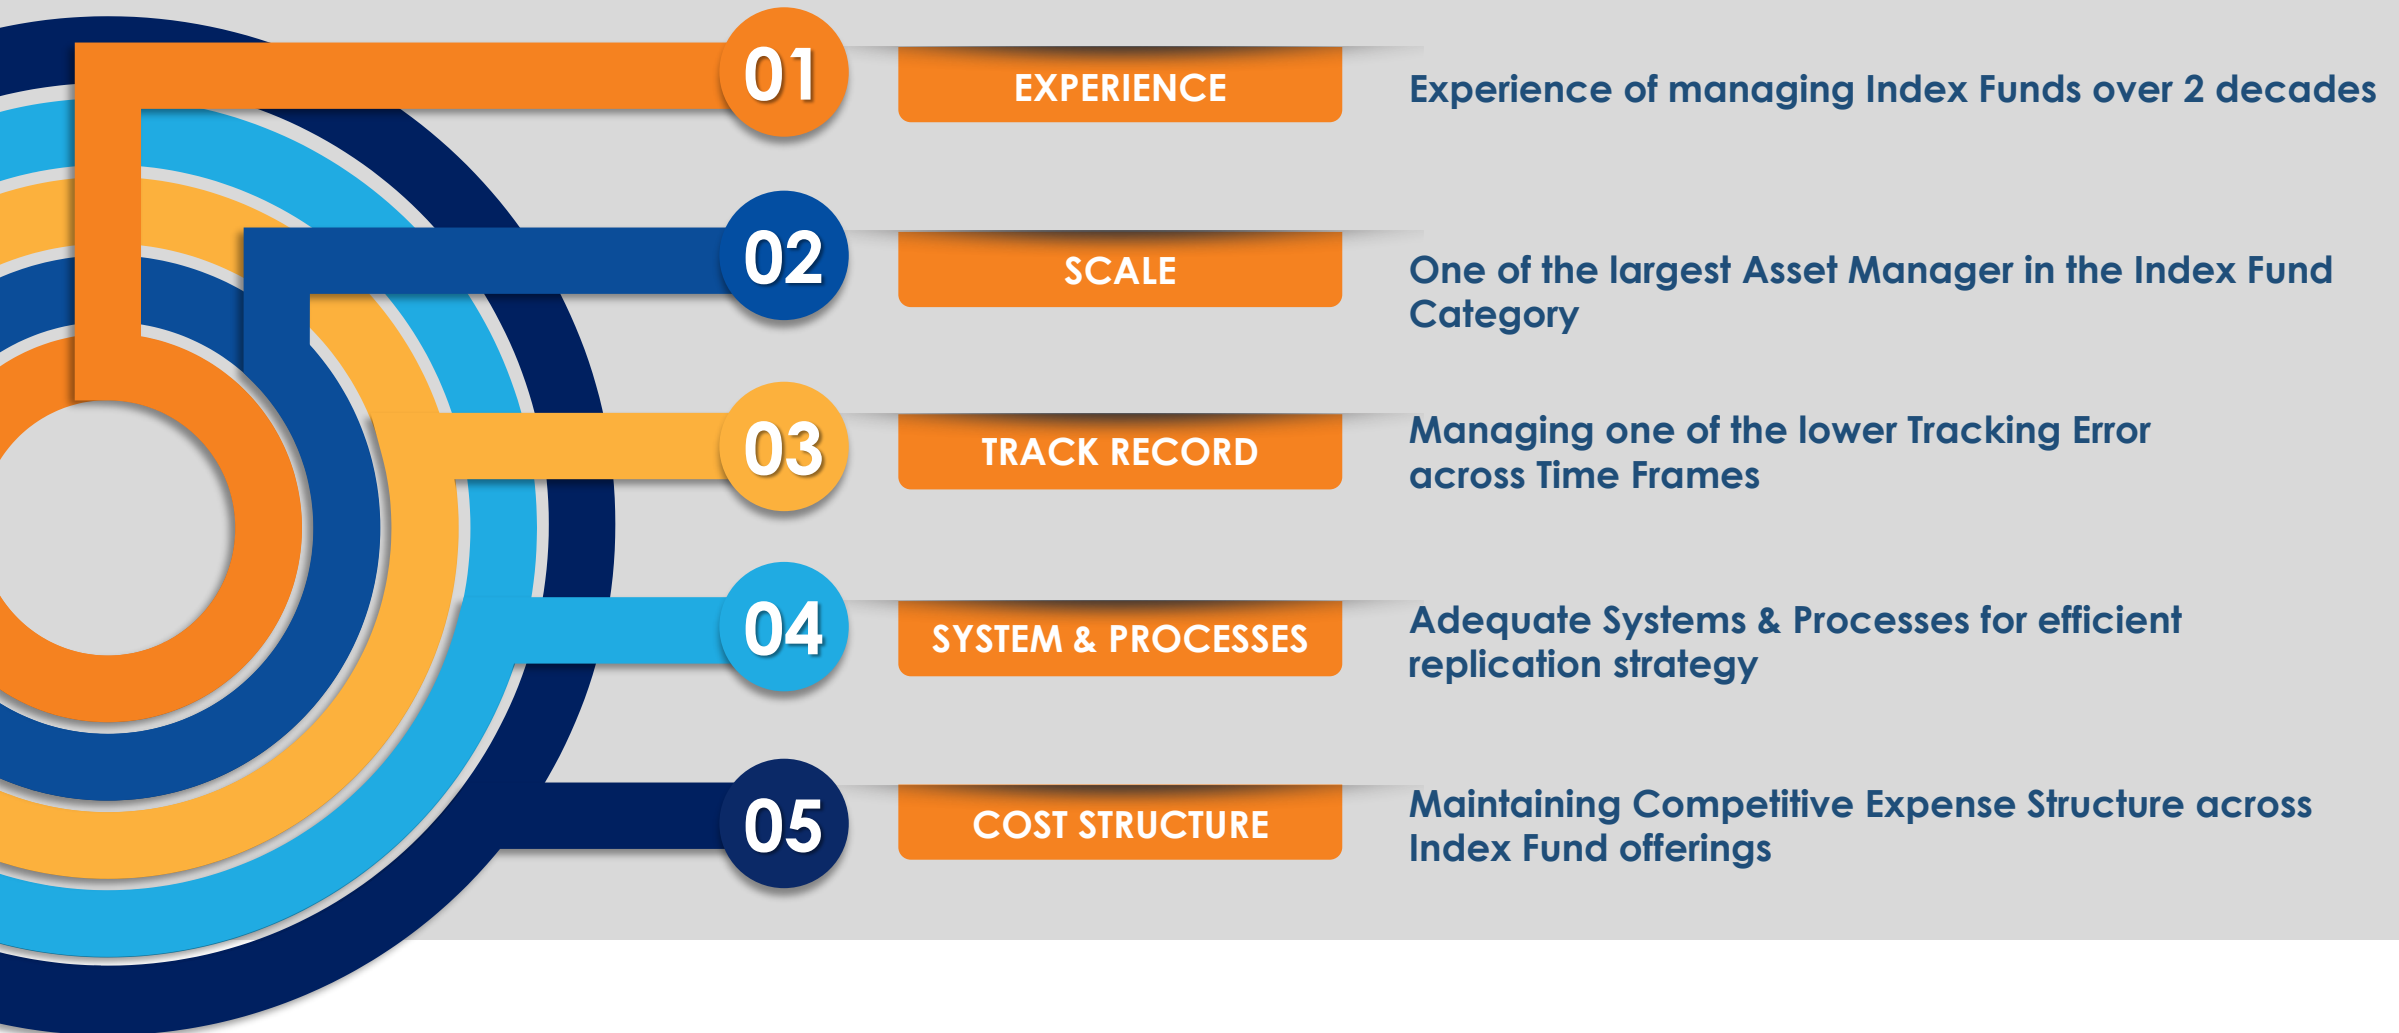 01
EXPERIENCE
Experience of managing Index Funds over 2 decades
02
SCALE
One of the largest Asset Manager in the Index Fund
Category
03
TRACK RECORD
Managing one of the lower Tracking Error
across Time Frames
04
SYSTEM & PROCESSES
Adequate Systems & Processes for efficient
replication strategy
05
COST STRUCTURE
Maintaining Competitive Expense Structure across
Index Fund offerings